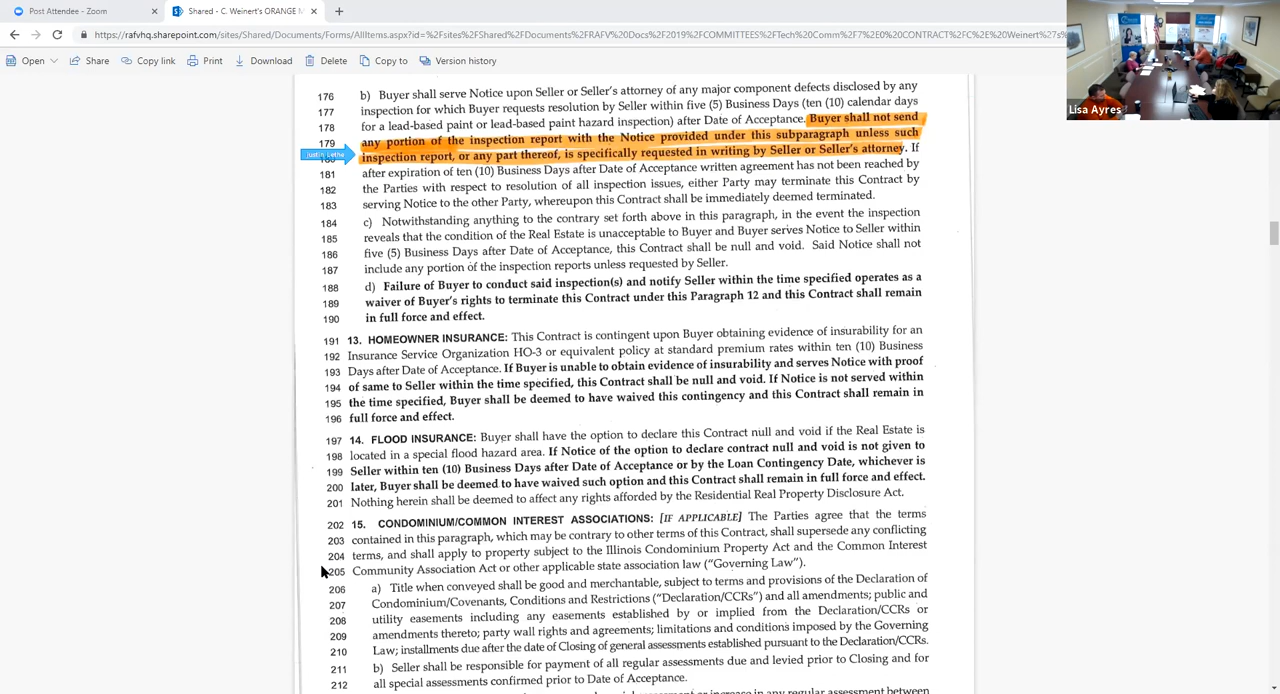 Post Attendee - Zoom
Shared - C. Weinert's ORANGE M
Open
Share
Copy link
Print
Download
Delete
Copy to
Version history
Lisa Ayres
176 b) Buyer shall serve Notice upon Seller or Seller's attorney of any major component defects disclosed by any
177 inspection for which Buyer requests resolution by Seller within five (5) Business Days (ten (10) calendar days
178 for a lead-based paint or lead-based paint hazard inspection) after Date of Acceptance. Buyer shall not send
179 any portion of the inspection report with the Notice provided under this subparagraph unless such
inspection report, or any part thereof, is specifically requested in writing by Seller or Seller's attorney. If
181 after expiration of ten (10) Business Days after Date of Acceptance written agreement has not been reached by
182 the Parties with respect to resolution of all inspection issues, either Party may terminate this Contract by
183 serving Notice to the other Party, whereupon this Contract shall be immediately deemed terminated.
184 c) Notwithstanding anything to the contrary set forth above in this paragraph, in the event the inspection
185 reveals that the condition of the Real Estate is unacceptable to Buyer and Buyer serves Notice to Seller within
186 five (5) Business Days after Date of Acceptance, this Contract shall be null and void. Said Notice shall not
187 include any portion of the inspection reports unless requested by Seller.
188 d) Failure of Buyer to conduct said inspection(s) and notify Seller within the time specified operates as a
189 waiver of Buyer's rights to terminate this Contract under this Paragraph 12 and this Contract shall remain
190 in full force and effect.
191 13. HOMEOWNER INSURANCE: This Contract is contingent upon Buyer obtaining evidence of insurability for an
192 Insurance Service Organization HO-3 or equivalent policy at standard premium rates within ten (10) Business
193 Days after Date of Acceptance. If Buyer is unable to obtain evidence of insurability and serves Notice with proof
194 of same to Seller within the time specified, this Contract shall be null and void. If Notice is not served within
195 the time specified, Buyer shall be deemed to have waived this contingency and this Contract shall remain in
196 full force and effect.
197 14. FLOOD INSURANCE: Buyer shall have the option to declare this Contract null and void if the Real Estate is
198 located in a special flood hazard area. If Notice of the option to declare contract null and void is not given to
199 Seller within ten (10) Business Days after Date of Acceptance or by the Loan Contingency Date, whichever is
200 later, Buyer shall be deemed to have waived such option and this Contract shall remain in full force and effect.
201 Nothing herein shall be deemed to affect any rights afforded by the Residential Real Property Disclosure Act.
202 15. CONDOMINIUM/COMMON INTEREST ASSOCIATIONS: [IF APPLICABLE] The Parties agree that the terms
203 contained in this paragraph, which may be contrary to other terms of this Contract, shall supersede any conflicting
204 terms, and shall apply to property subject to the Illinois Condominium Property Act and the Common Interest
205 Community Association Act or other applicable state association law ("Governing Law").
206 a) Title when conveyed shall be good and merchantable, subject to terms and provisions of the Declaration of
207 Condominium/Covenants, Conditions and Restrictions ("Declaration/CCRs") and all amendments; public and
208 utility easements including any easements established by or implied from the Declaration/CCRs or
209 amendments thereto; party wall rights and agreements; limitations and conditions imposed by the Governing
210 Law; installments due after the date of Closing of general assessments established pursuant to the Declaration/CCRs.
211 b) Seller shall be responsible for payment of all regular assessments due and levied prior to Closing and for
212 all special assessments confirmed prior to Date of Acceptance.